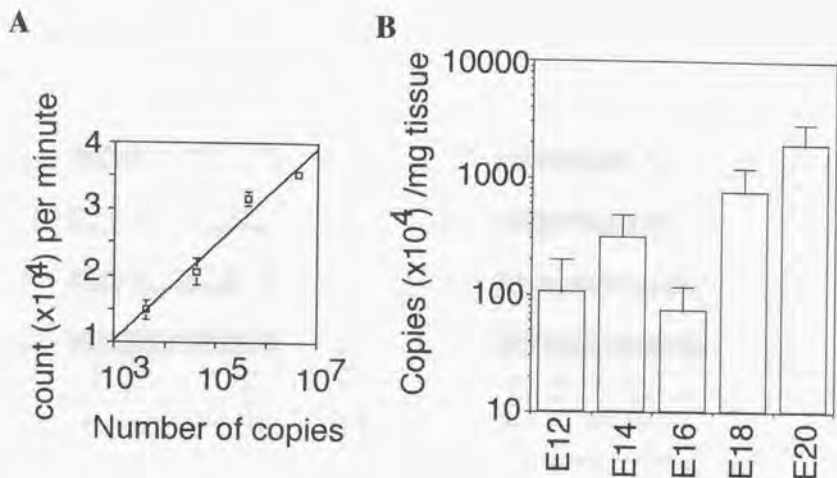 A
count (x10⁴) per minute
4
3
2
1
10³
10⁵
10⁷
Number of copies
B
Copies (x10⁴) /mg tissue
10000
1000
100
10
E12
E14
E16
E18
E20